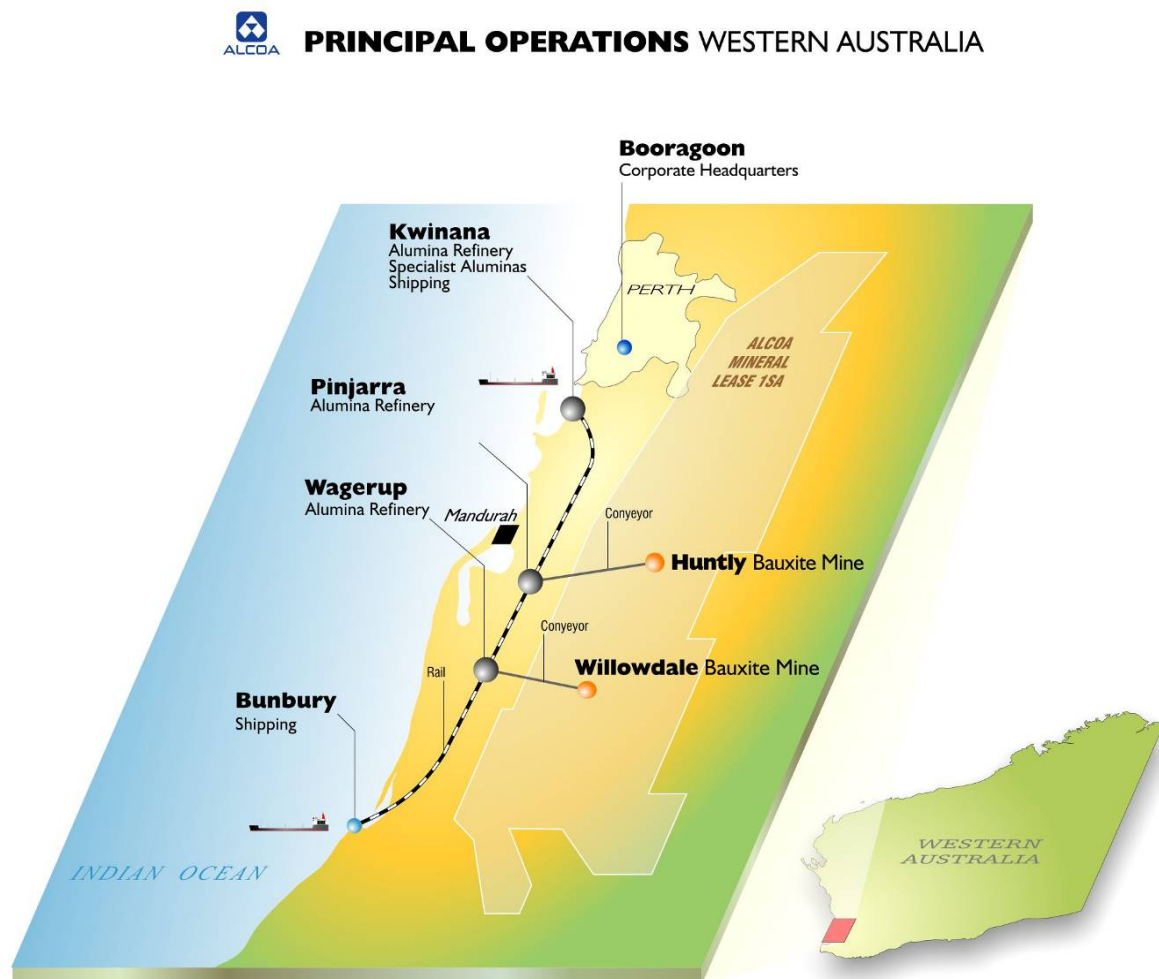 ALCOA
PRINCIPAL OPERATIONS WESTERN AUSTRALIA
Booragoon
Corporate Headquarters
Kwinana
Alumina Refinery
Specialist Aluminas
Shipping
PERTH
ALCOA
MINERAL
LEASE 1SA
Pinjarra
Alumina Refinery
Wagerup
Alumina Refinery
Mandurah
Conyeyor
Huntly Bauxite Mine
Conyeyor
Willowdale Bauxite Mine
Rail
Bunbury
Shipping
INDIAN OCEAN
WESTERN
AUSTRALIA